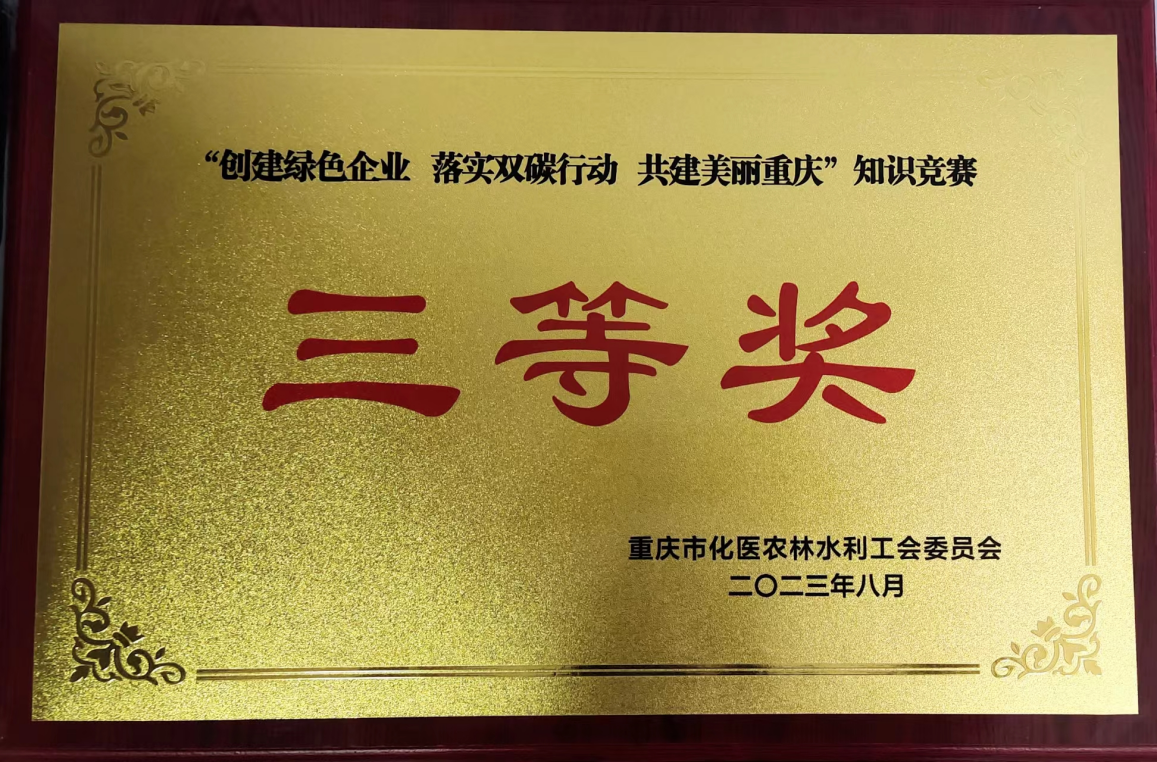 “创建绿色企业 落实双碳行动 共建美丽重庆”知识竞赛
三等奖
重庆市化医农林水利工会委员会
二〇二三年八月